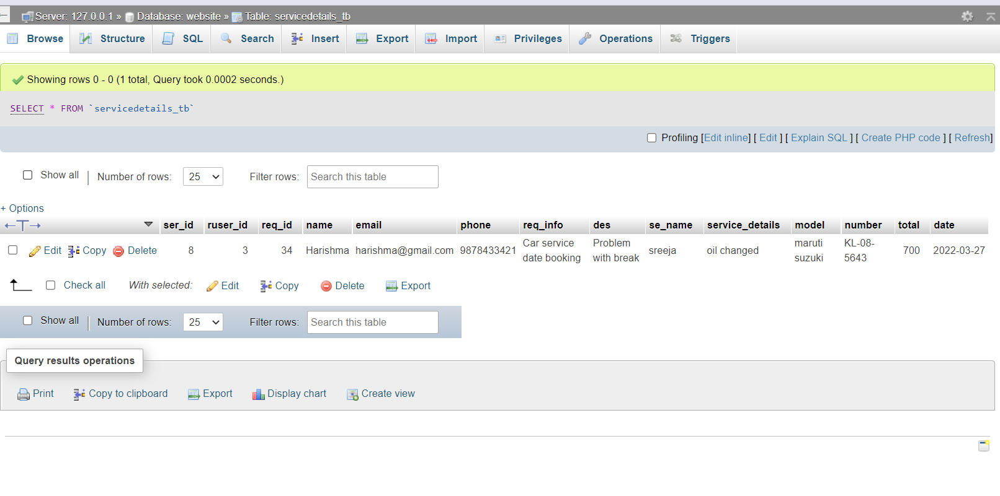 Server: 127.0.0.1 » Database: website » Table: servicedetails_tb
Browse Structure SQL Search Insert Export Import Privileges Operations Triggers
Showing rows 0 - 0 (1 total, Query took 0.0002 seconds.)
SELECT * FROM `servicedetails_tb`
Profiling [Edit inline] [ Edit ] [ Explain SQL ] [ Create PHP code ] [ Refresh]
Show all | Number of rows: 25 Filter rows: Search this table
+ Options
ser_id ruser_id req_id name email phone req_info des se_name service_details model number total date
Edit Copy Delete 8 3 34 Harishma harishma@gmail.com 9878433421 Car service date booking Problem with break sreeja oil changed maruti suzuki KL-08-5643 700 2022-03-27
Check all With selected: Edit Copy Delete Export
Show all | Number of rows: 25 Filter rows: Search this table
Query results operations
Print Copy to clipboard Export Display chart Create view